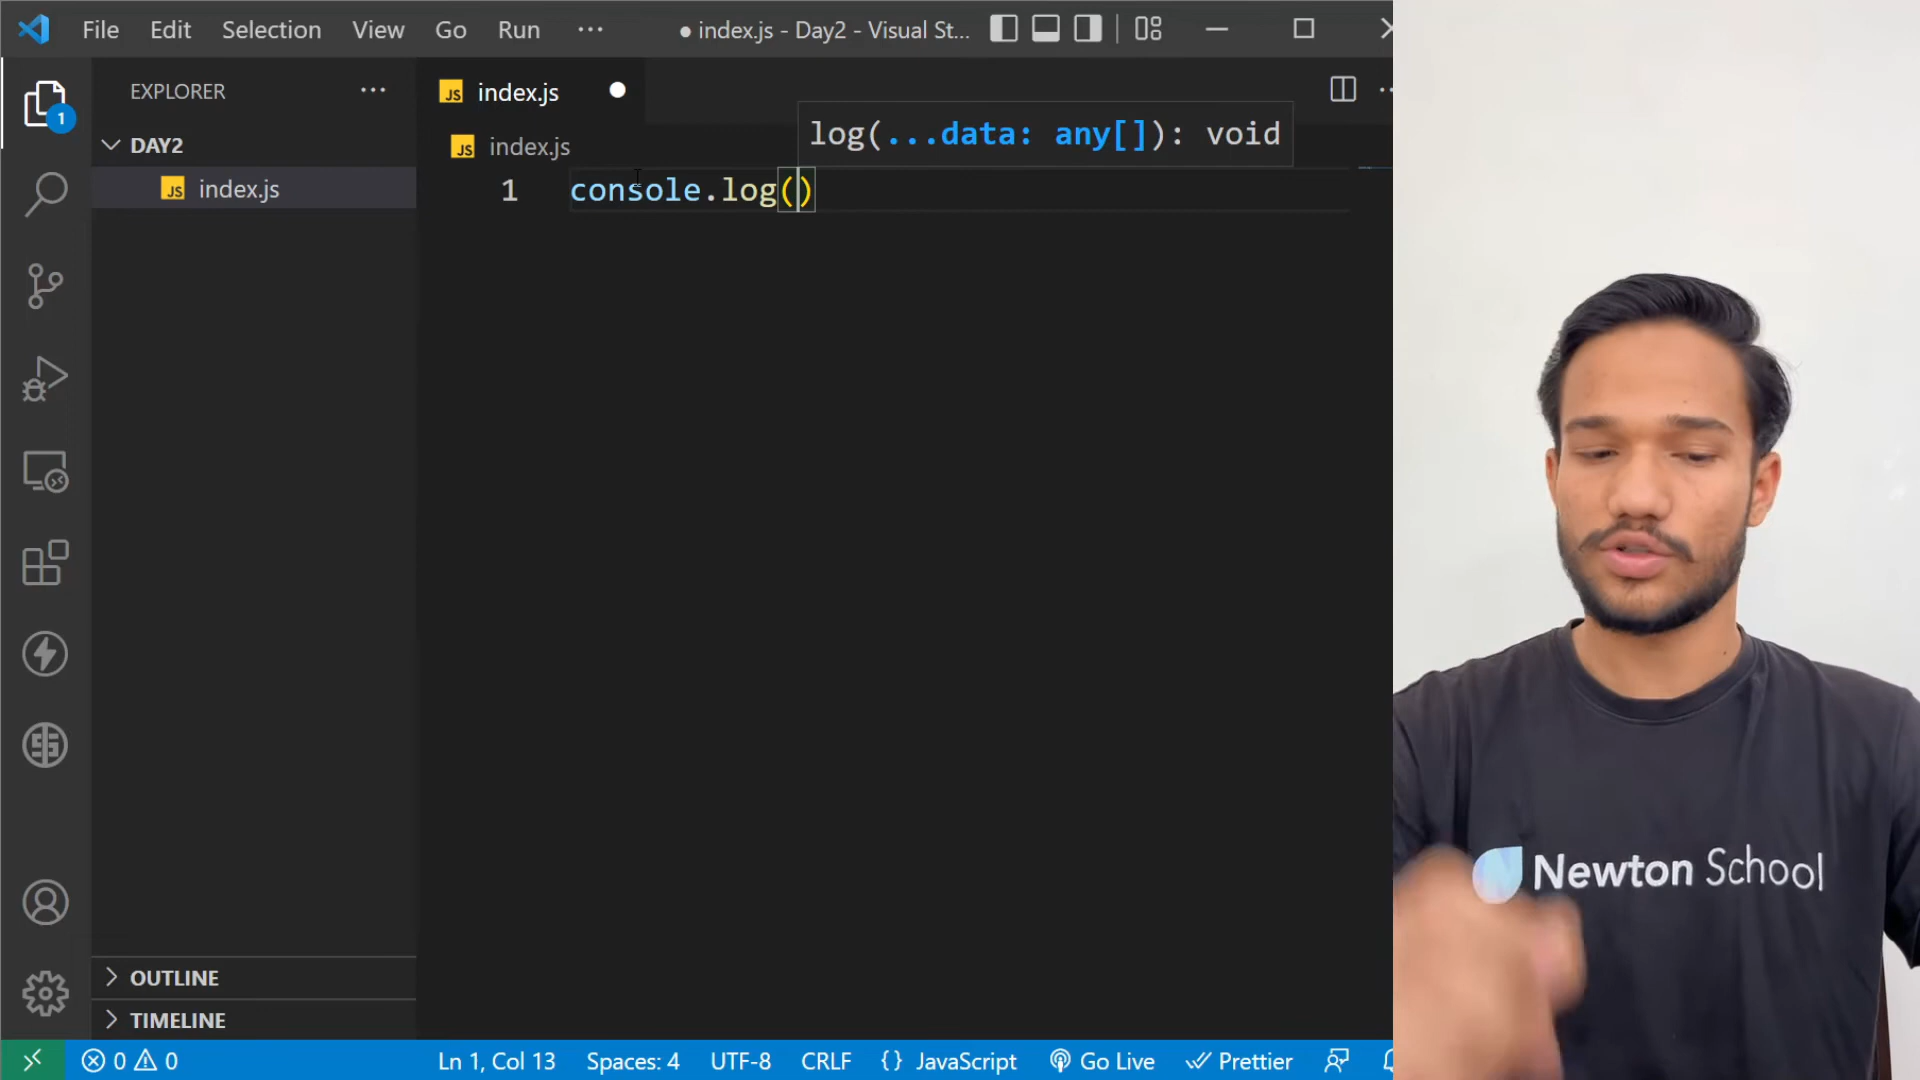 File Edit Selection View Go Run ··· ● index.js - Day2 - Visual St...
EXPLORER ···
index.js
DAY2
index.js
index.js
log(...data: any[]): void
1 console.log()
OUTLINE
TIMELINE
0 0 Ln 1, Col 13 Spaces: 4 UTF-8 CRLF {} JavaScript Go Live Prettier
1
Newton School